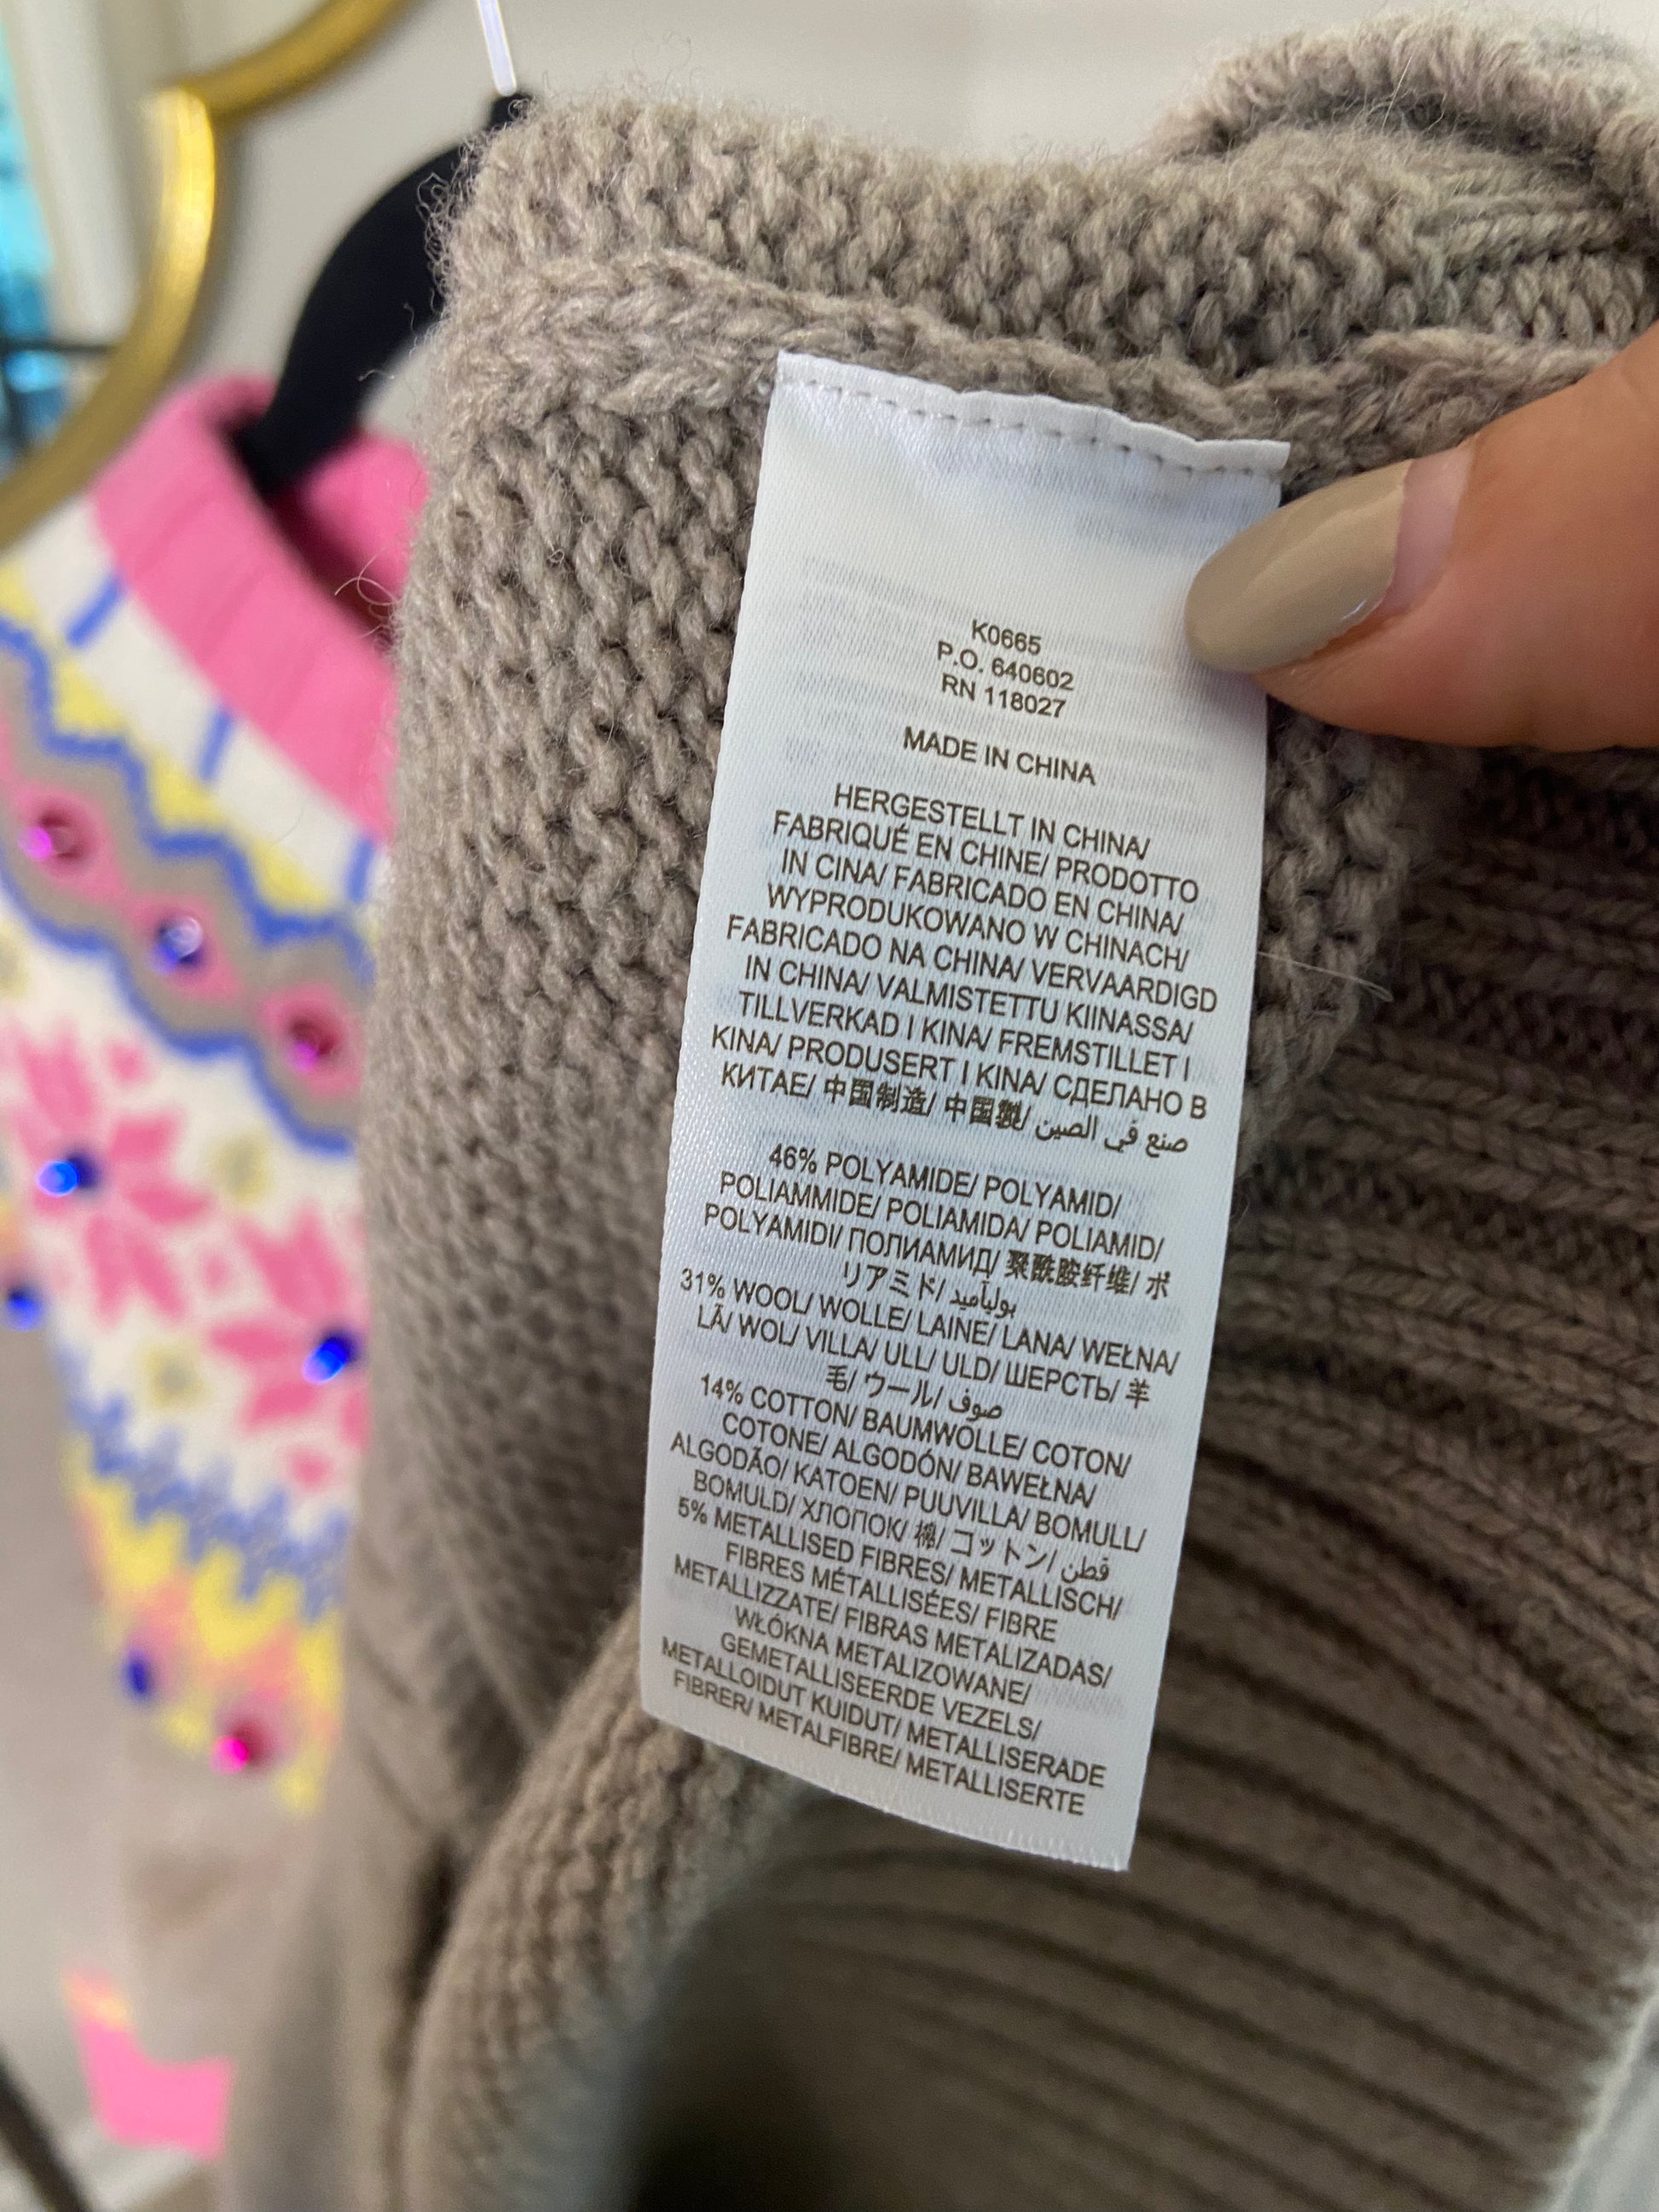 K0665
P.O. 640602
RN 118027
MADE IN CHINA
HERGESTELLT IN CHINA/
FABRIQUÉ EN CHINE/ PRODOTTO
IN CINA/ FABRICADO EN CHINA/
WYPRODUKOWANO W CHINACH/
FABRICADO NA CHINA/ VERVAARDIGD
IN CHINA/ VALMISTETTU KIINASSA/
TILLVERKAD I KINA/ FREMSTILLET I
KINA/ PRODUSERT I KINA/ СДЕЛАНО В
КИТАЕ/ 中国制造/ 中国製/ صنع في الصين
46% POLYAMIDE/ POLYAMID/
POLIAMMIDE/ POLIAMIDA/ POLIAMID/
POLYAMIDI/ ПОЛИАМИД/ 聚酰胺纤维/ ポ
リアミド/ بوليآميد
31% WOOL/ WOLLE/ LAINE/ LANA/ WEŁNA/
LÃ/ WOL/ VILLA/ ULL/ ULD/ ШЕРСТЬ/ 羊
毛/ ウール/ صوف
14% COTTON/ BAUMWOLLE/ COTON/
COTONE/ ALGODÓN/ BAWEŁNA/
ALGODÃO/ KATOEN/ PUUVILLA/ BOMULL/
BOMULD/ ХЛОПОК/ 棉/ コットン/ قطن
5% METALLISED FIBRES/ METALLISCH/
FIBRES MÉTALLISÉES/ FIBRE
METALLIZZATE/ FIBRAS METALIZADAS/
WŁÓKNA METALIZOWANE/
GEMETALLISEERDE VEZELS/
METALLOIDUT KUIDUT/ METALLISERADE
FIBRER/ METALFIBRE/ METALLISERTE